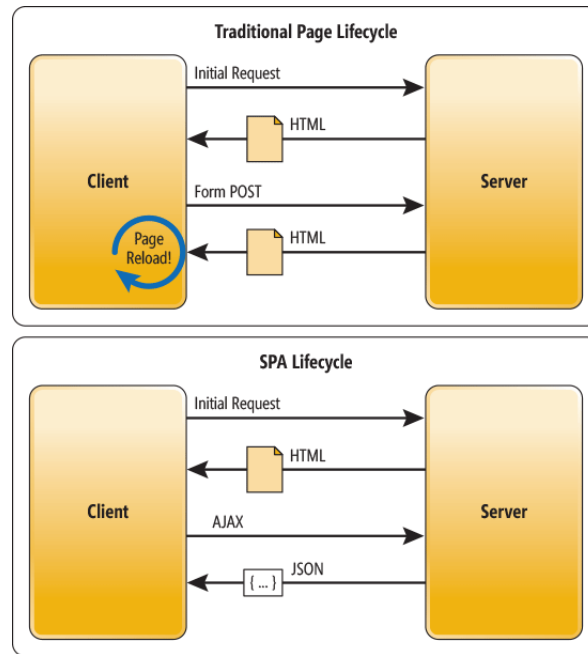 Traditional Page Lifecycle
Initial Request
HTML
Client
Server
Form POST
Page
Reload!
HTML
SPA Lifecycle
Initial Request
HTML
Client
Server
AJAX
JSON
{ ... }